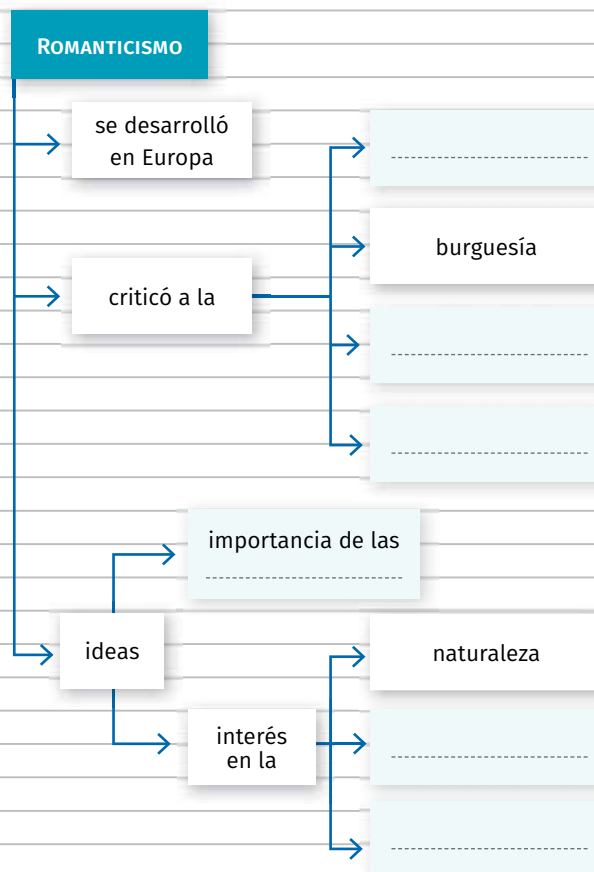 Romanticismo
se desarrolló
en Europa
criticó a la
burguesía
importancia de las
ideas
interés
en la
naturaleza